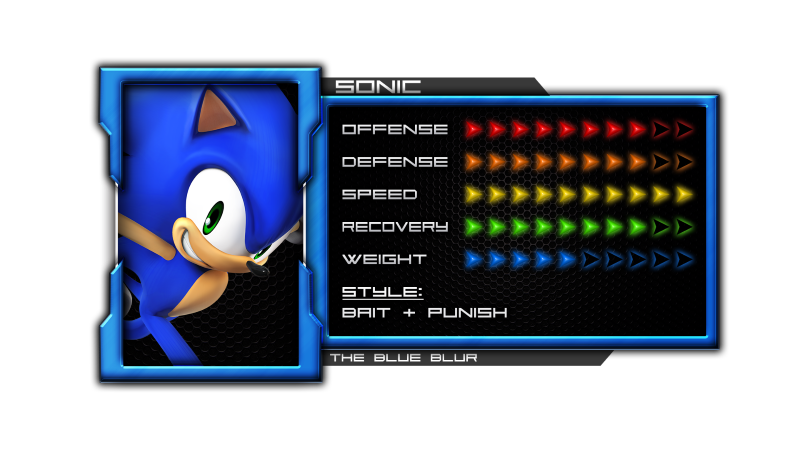 SONIC
OFFENSE
DEFENSE
SPEED
RECOVERY
WEIGHT
STYLE:
BAIT + PUNISH
THE BLUE BLUR